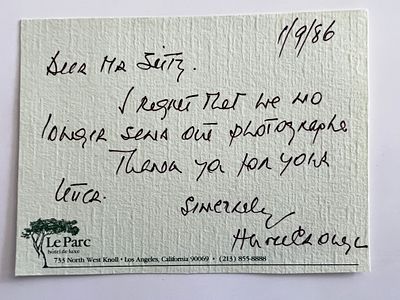 1/9/86
Dear Mr Seitz.
I regret that we no
longer send out photographs
Thank you for your
letter.
Sincerely
Le Parc
hôtel de luxe
733 North West Knoll • Los Angeles, California 90069 • (213) 855-8888